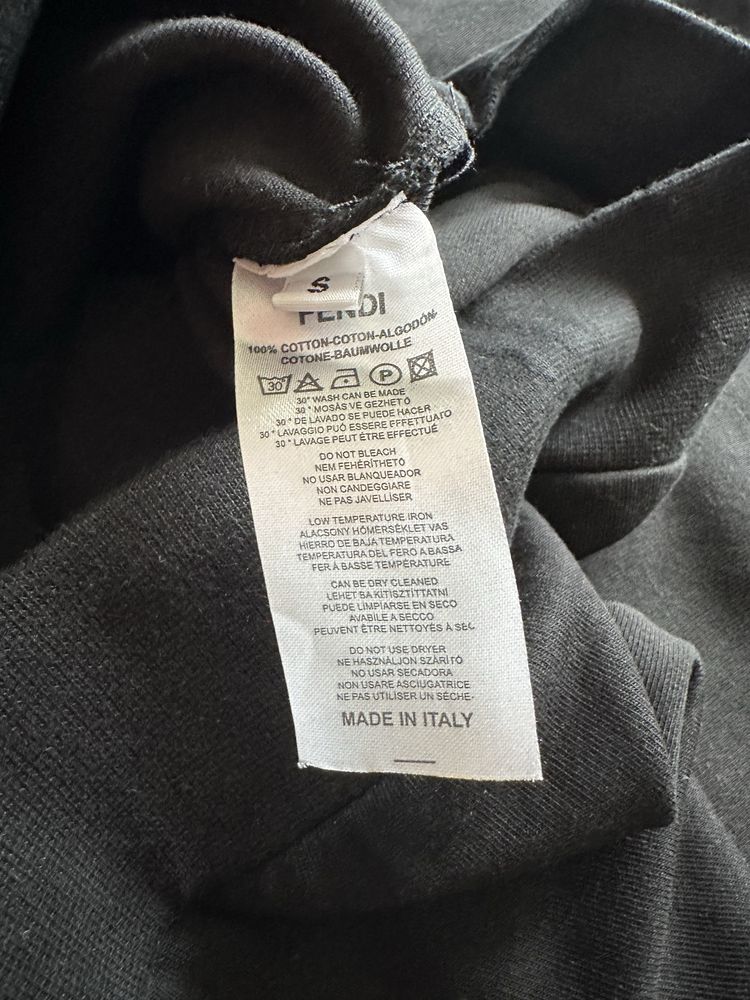 S
FENDI
100% COTTON-COTON-ALGODÓN-
COTONE-BAUMWOLLE
30° P
30° WASH CAN BE MADE
30° MOSÁS VE GEZHETÓ
30° DE LAVADO SE PUEDE HACER
30° LAVAGGIO PUÓ ESSERE EFFETTUATO
30° LAVAGE PEUT ÊTRE EFFECTUÉ
DO NOT BLEACH
NEM FEHÉRÍTHETÖ
NO USAR BLANQUEADOR
NON CANDEGGIARE
NE PAS JAVELLISER
LOW TEMPERATURE IRON
ALACSONY HÓMERSÉKLET VAS
HIERRO DE BAJA TEMPERATURA
TEMPERATURA DEL FERO A BASSA
FER À BASSE TEMPÉRATURE
CAN BE DRY CLEANED
LEHET BA KITISZTÍTTATNI
PUEDE LIMPIARSE EN SECO
AVABILE A SECCO
PEUVENT ÊTRE NETTOYÉS À SEC
DO NOT USE DRYER
NE HASZNÁLJON SZÁRÍTÓ
NO USAR SECADORA
NON USARE ASCIUGATRICE
NE PAS UTILISER UN SÈCHE-
MADE IN ITALY